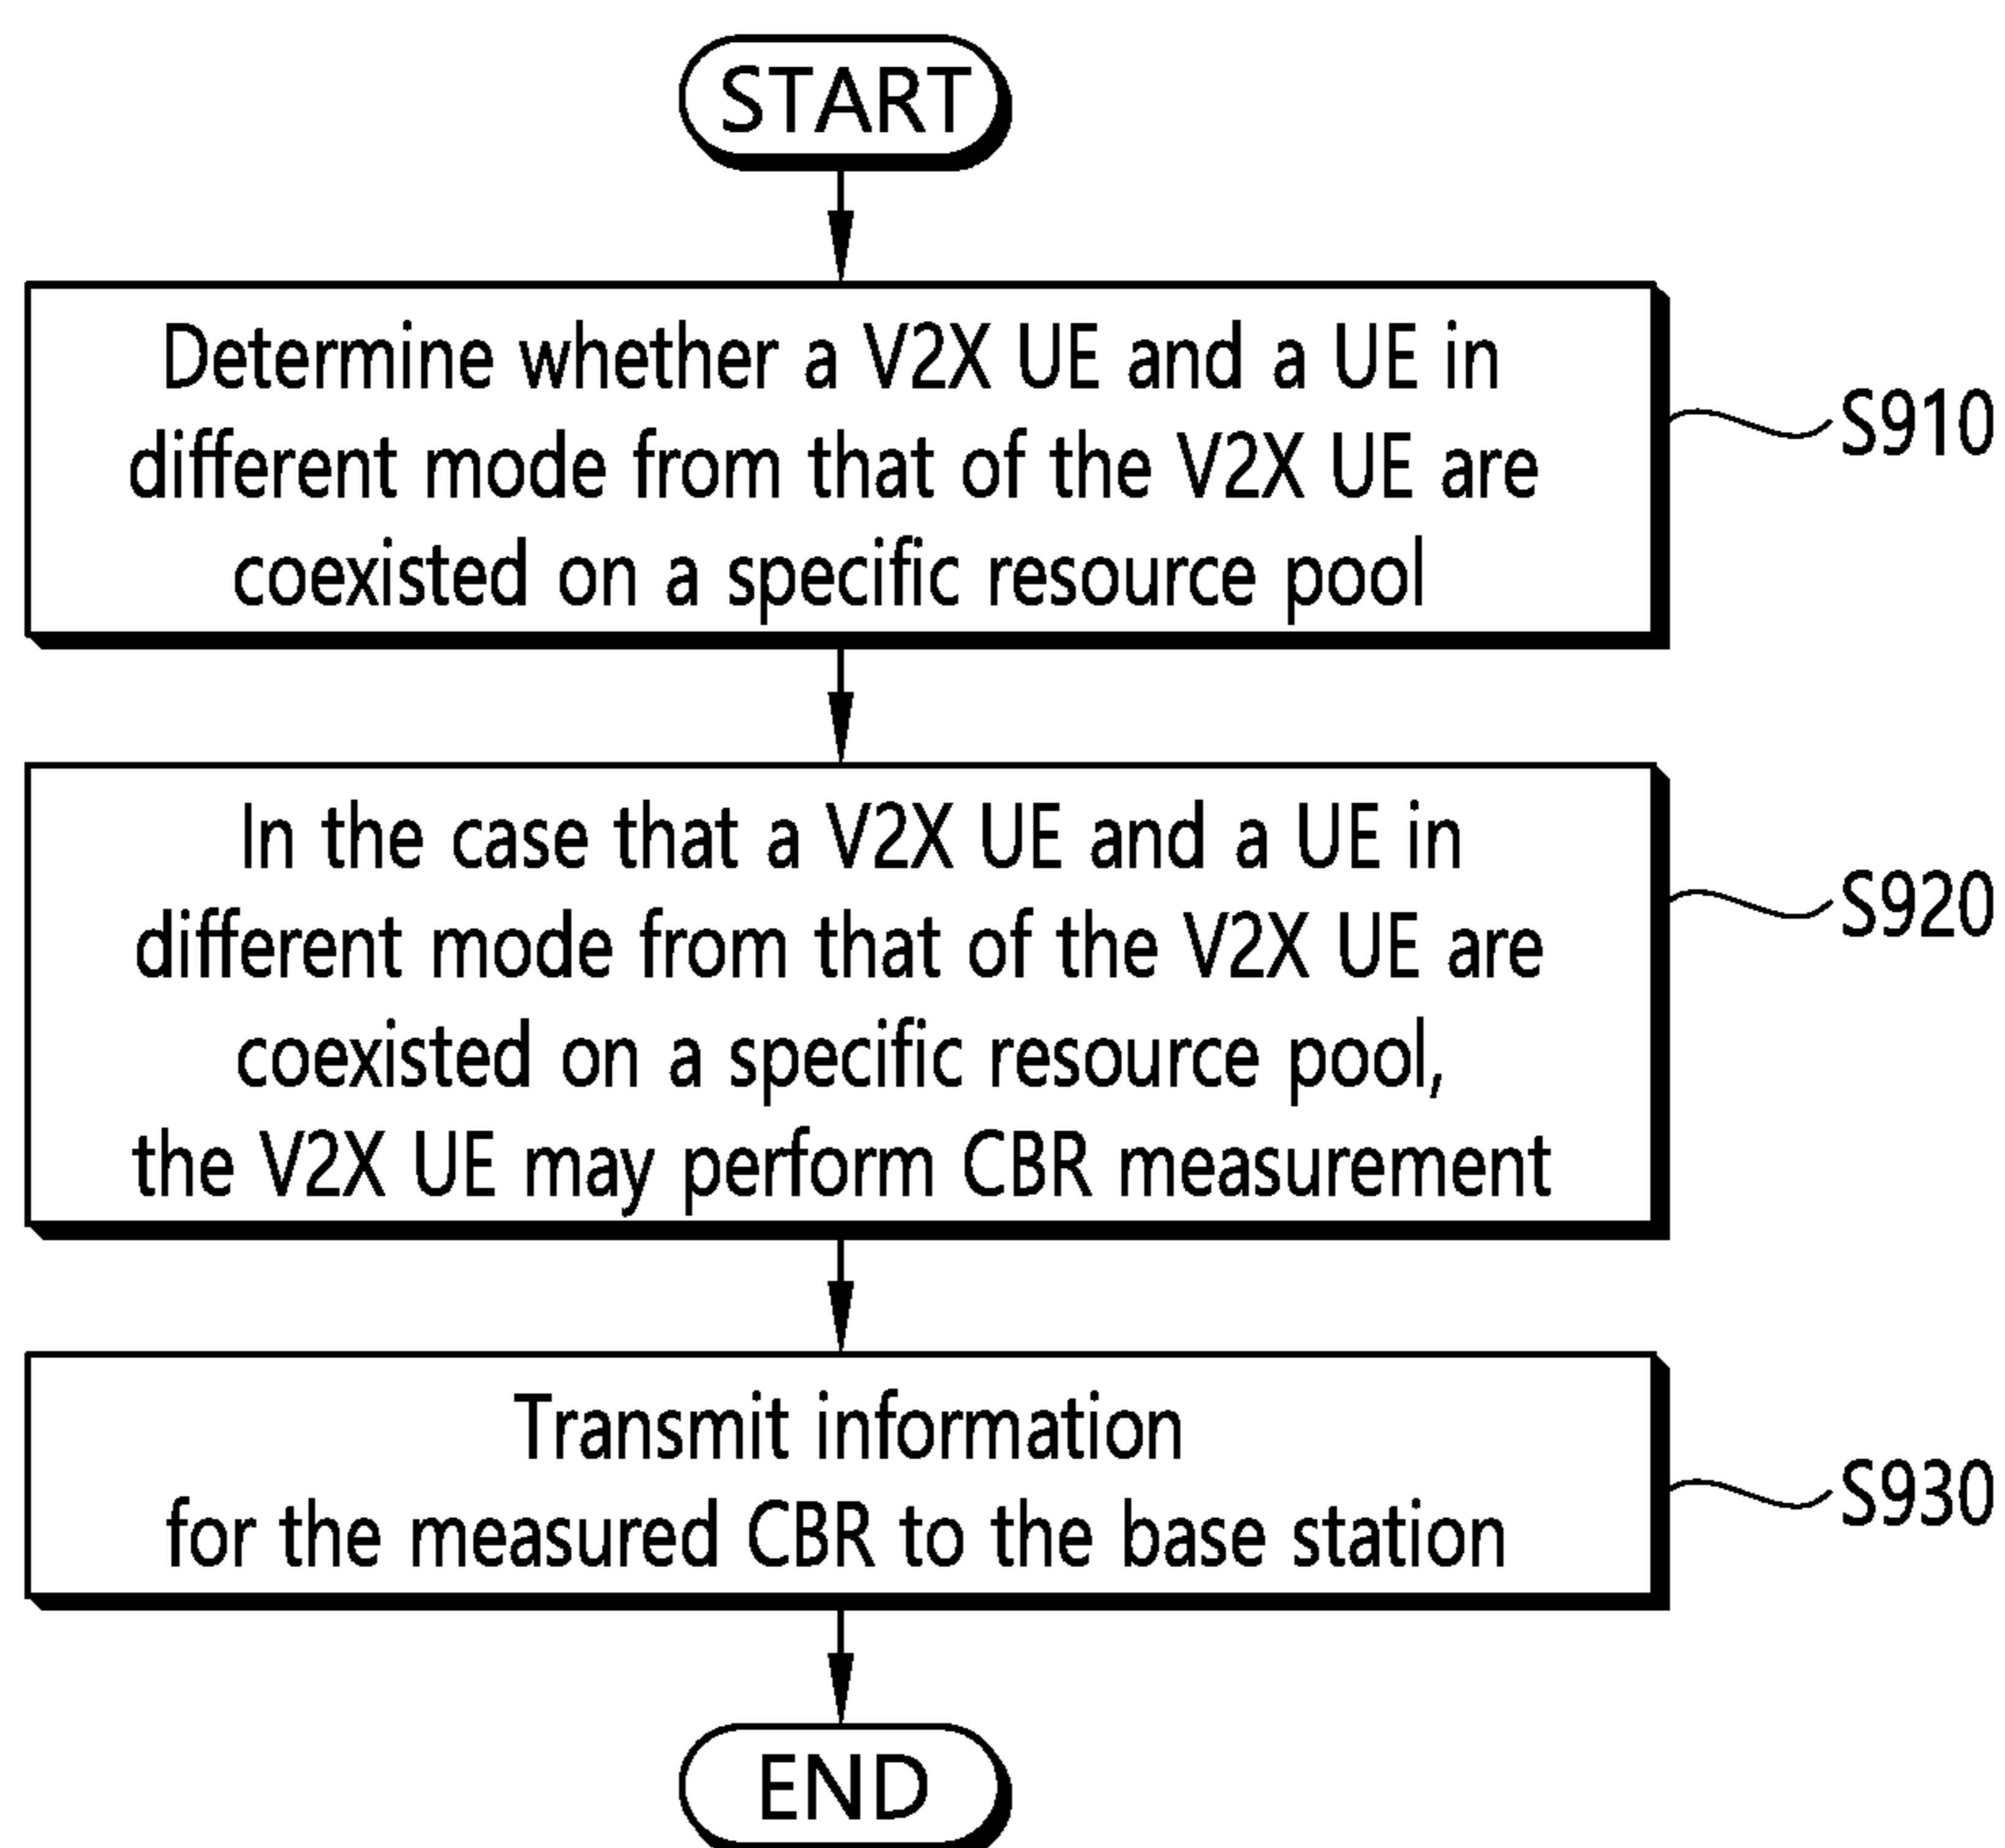 START
Determine whether a V2X UE and a UE in
different mode from that of the V2X UE are
coexisted on a specific resource pool
S910
In the case that a V2X UE and a UE in
different mode from that of the V2X UE are
coexisted on a specific resource pool,
the V2X UE may perform CBR measurement
S920
Transmit information
for the measured CBR to the base station
S930
END